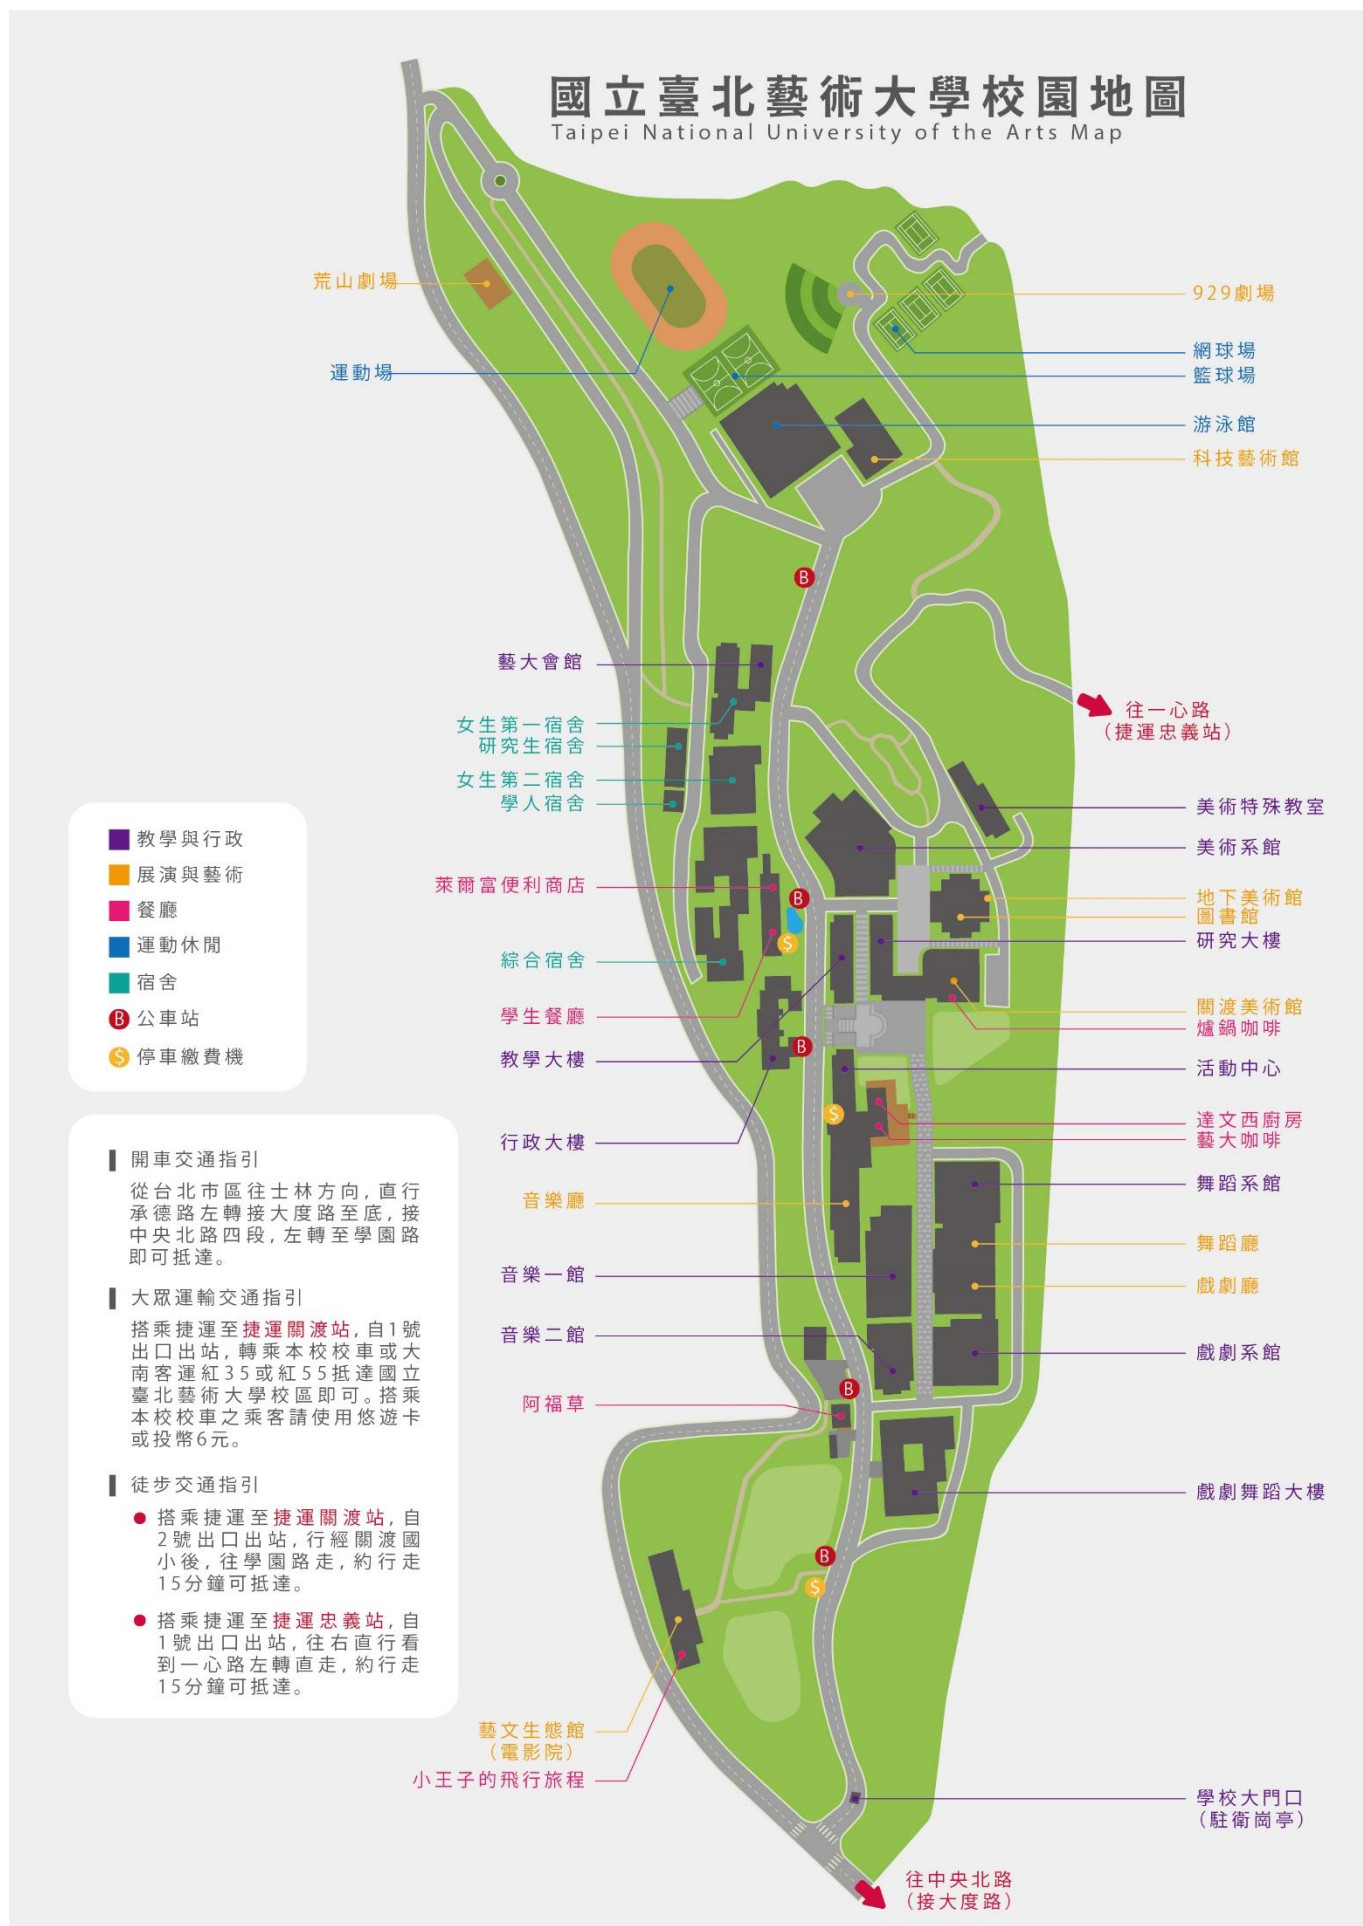 國立臺北藝術大學校園地圖
Taipei National University of the Arts Map
荒山劇場
運動場
929劇場
網球場
籃球場
游泳館
科技藝術館
B
藝大會館
女生第一宿舍
研究生宿舍
女生第二宿舍
學人宿舍
往一心路
(捷運忠義站)
美術特殊教室
美術系館
萊爾富便利商店
B
$
地下美術館
圖書館
研究大樓
綜合宿舍
學生餐廳
教學大樓
行政大樓
B
關渡美術館
爐鍋咖啡
活動中心
$
達文西廚房
藝大咖啡
舞蹈系館
音樂廳
舞蹈廳
音樂一館
戲劇廳
音樂二館
戲劇系館
阿福草
B
戲劇舞蹈大樓
B
$
藝文生態館
(電影院)
小王子的飛行旅程
學校大門口
(駐衛崗亭)
往中央北路
(接大度路)
教學與行政
展演與藝術
餐廳
運動休閒
宿舍
B 公車站
$ 停車繳費機
開車交通指引
從台北市區往士林方向,直行
承德路左轉接大度路至底,接
中央北路四段,左轉至學園路
即可抵達。
大眾運輸交通指引
搭乘捷運至捷運關渡站,自1號
出口出站,轉乘本校校車或大
南客運紅35或紅55抵達國立
臺北藝術大學校區即可。搭乘
本校校車之乘客請使用悠遊卡
或投幣6元。
徒步交通指引
搭乘捷運至捷運關渡站,自
2號出口出站,行經關渡國
小後,往學園路走,約行走
15分鐘可抵達。
搭乘捷運至捷運忠義站,自
1號出口出站,往右直行看
到一心路左轉直走,約行走
15分鐘可抵達。